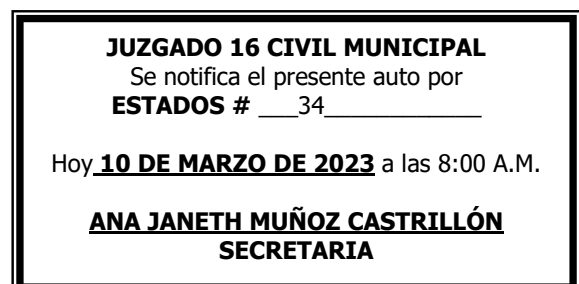 JUZGADO 16 CIVIL MUNICIPAL
Se notifica el presente auto por
ESTADOS # ___34____________
Hoy 10 DE MARZO DE 2023 a las 8:00 A.M.
ANA JANETH MUÑOZ CASTRILLÓN
SECRETARIA